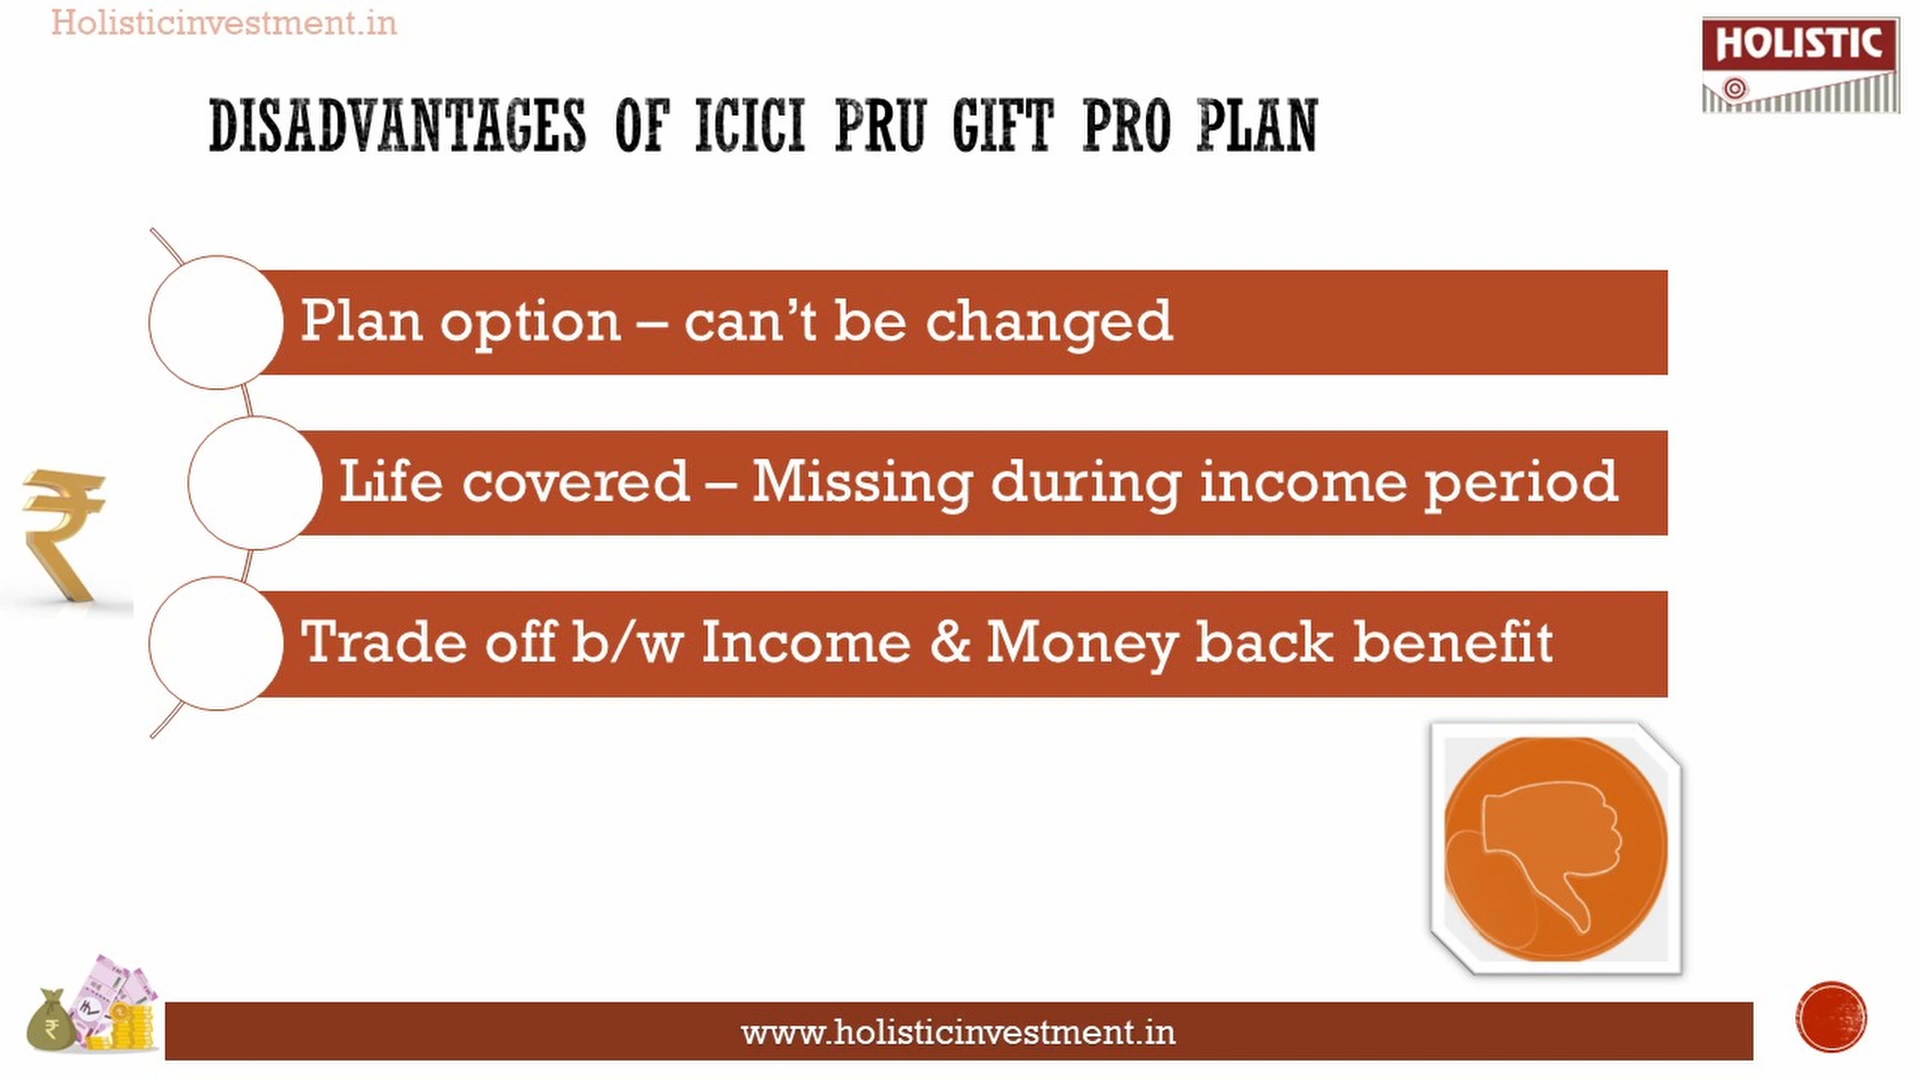 Holisticinvestment.in
HOLISTIC
DISADVANTAGES OF ICICI PRU GIFT PRO PLAN
Plan option – can’t be changed
Life covered – Missing during income period
Trade off b/w Income & Money back benefit
www.holisticinvestment.in